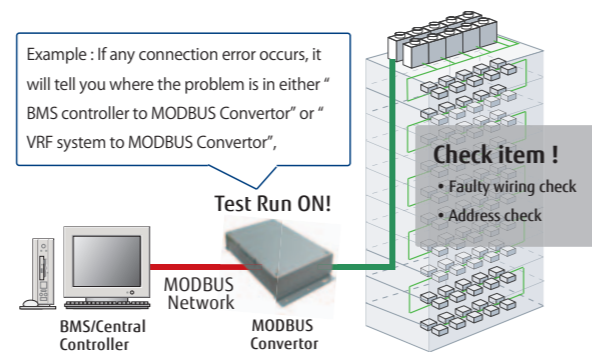 Example : If any connection error occurs, it
will tell you where the problem is in either “
BMS controller to MODBUS Convertor” or “
VRF system to MODBUS Convertor”,
Check item !
• Faulty wiring check
• Address check
Test Run ON!
MODBUS
Network
BMS/Central
Controller
MODBUS
Convertor